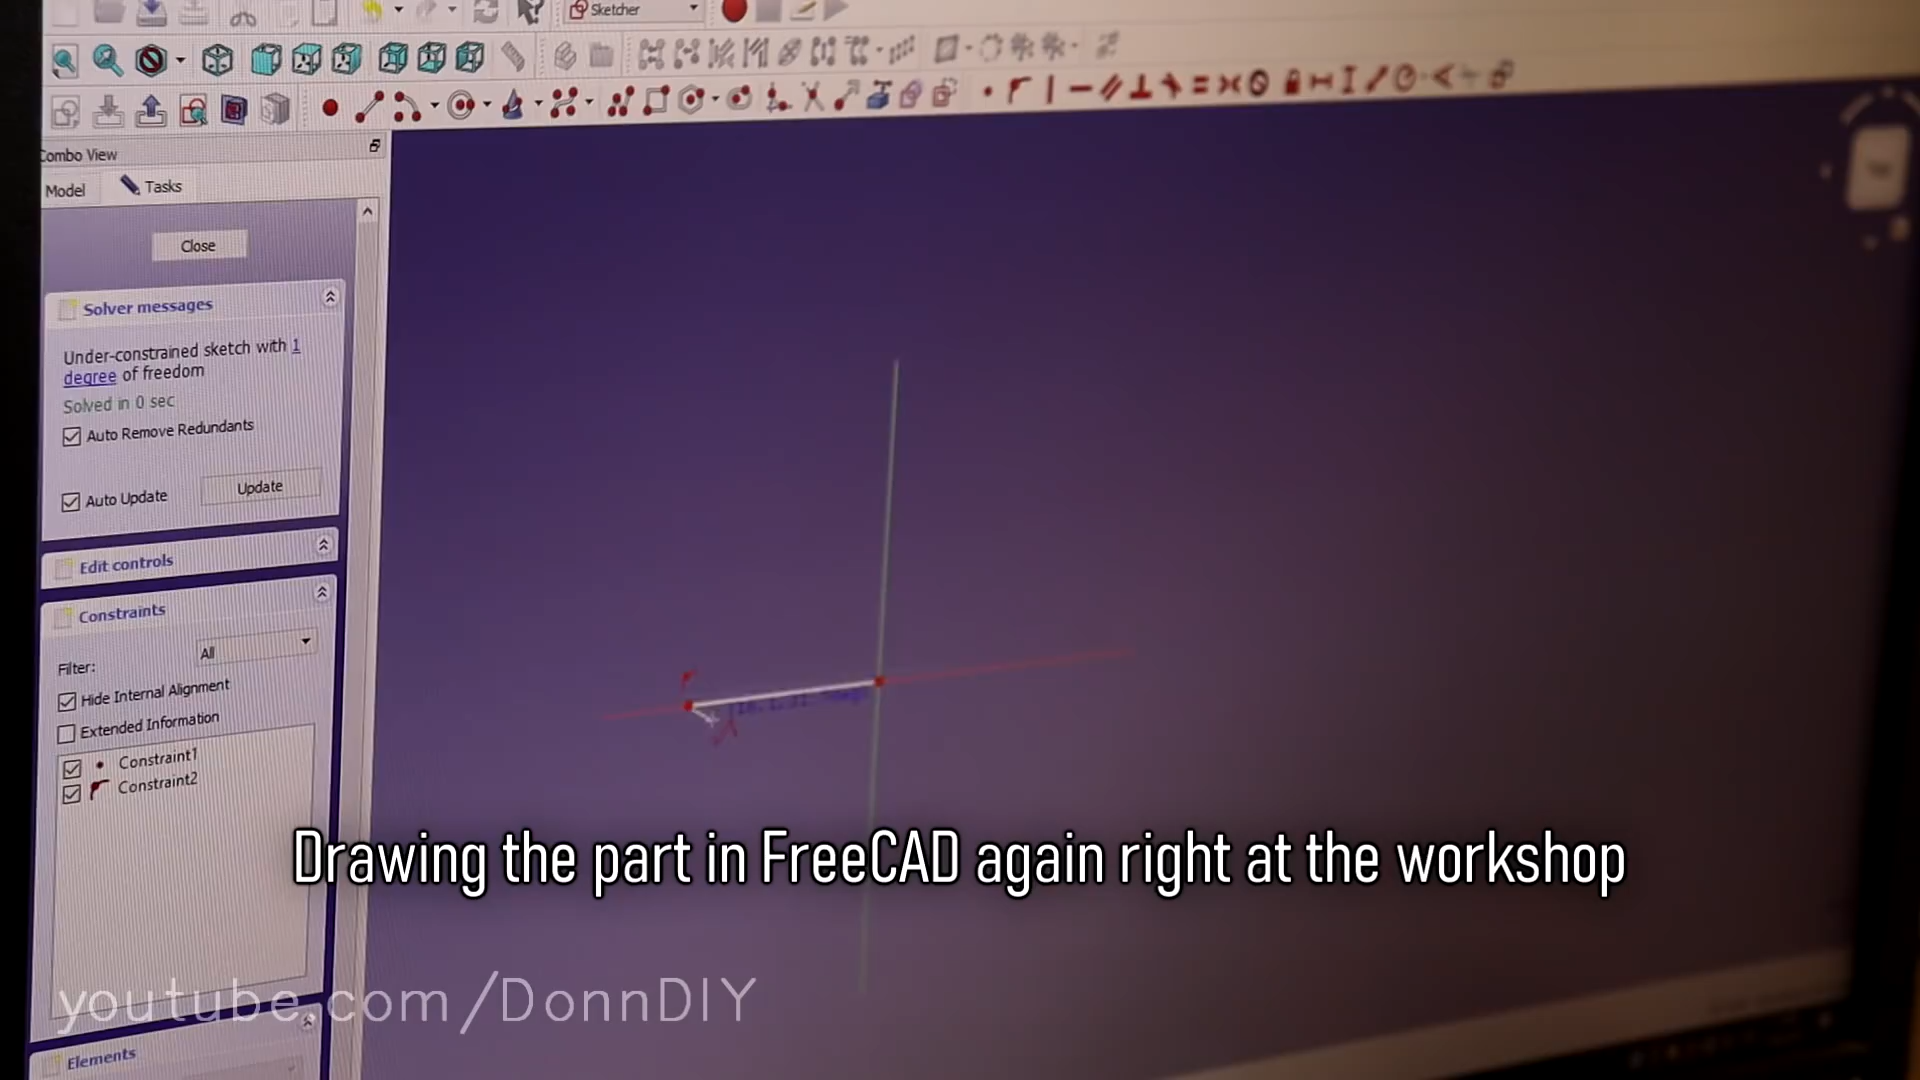 Sketcher
Combo View
Model
Tasks
Close
Solver messages
Under-constrained sketch with 1
degree of freedom
Solved in 0 sec
Auto Remove Redundants
Auto Update
Update
Edit controls
Constraints
Filter:
All
Hide Internal Alignment
Extended Information
Constraint1
Constraint2
Drawing the part in FreeCAD again right at the workshop
youtube.com/DonnDIY
Elements